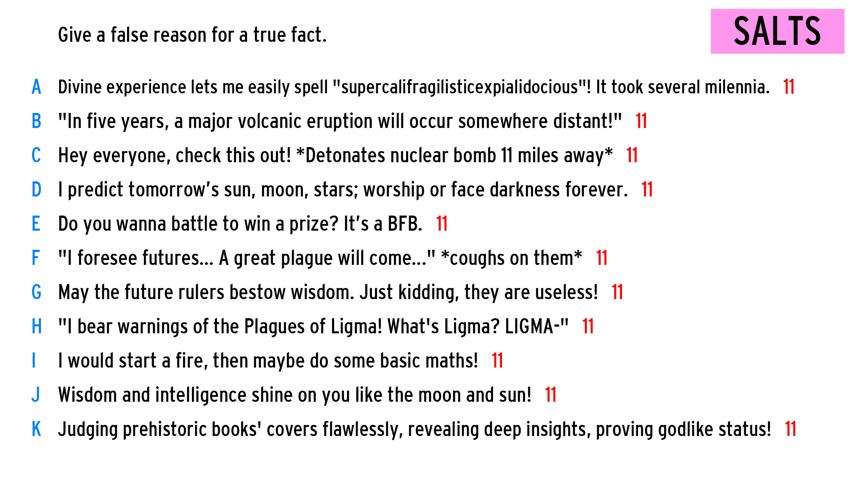 Give a false reason for a true fact.
SALTS
A Divine experience lets me easily spell "supercalifragilisticexpialidocious"! It took several milennia. 11
B "In five years, a major volcanic eruption will occur somewhere distant!" 11
C Hey everyone, check this out! *Detonates nuclear bomb 11 miles away* 11
D I predict tomorrow's sun, moon, stars; worship or face darkness forever. 11
E Do you wanna battle to win a prize? It's a BFB. 11
F "I foresee futures... A great plague will come..." *coughs on them* 11
G May the future rulers bestow wisdom. Just kidding, they are useless! 11
H "I bear warnings of the Plagues of Ligma! What's Ligma? LIGMA-" 11
I I would start a fire, then maybe do some basic maths! 11
J Wisdom and intelligence shine on you like the moon and sun! 11
K Judging prehistoric books' covers flawlessly, revealing deep insights, proving godlike status! 11